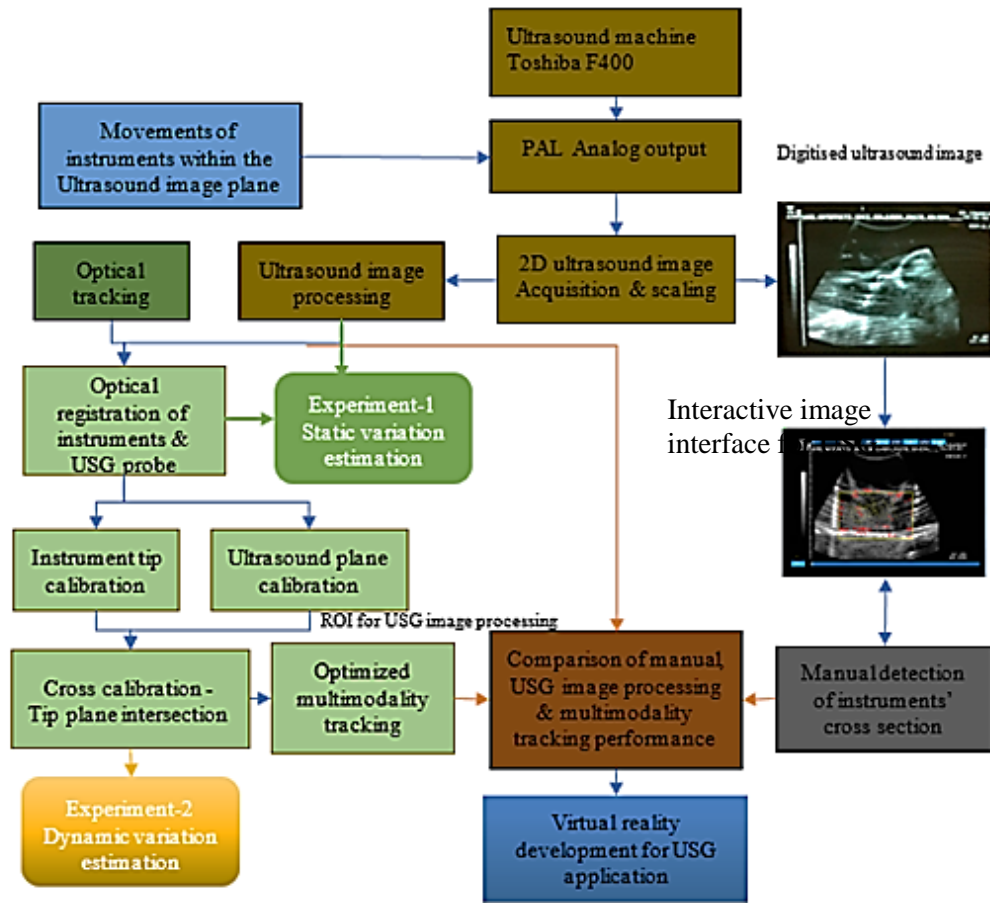 Ultrasound machine
Toshiba F400
Movements of
instruments within the
Ultrasound image plane
PAL Analog output
Digitised ultrasound image
Optical
tracking
Ultrasound image
processing
2D ultrasound image
Acquisition & scaling
Optical
registration of
instruments &
USG probe
Experiment-1
Static variation
estimation
Interactive image
interface
Instrument tip
calibration
Ultrasound plane
calibration
ROI for USG image processing
Cross calibration -
Tip plane intersection
Optimized
multimodality
tracking
Comparison of manual,
USG image processing
& multimodality
tracking performance
Manual detection
of instruments’
cross section
Experiment-2
Dynamic variation
estimation
Virtual reality
development for USG
application